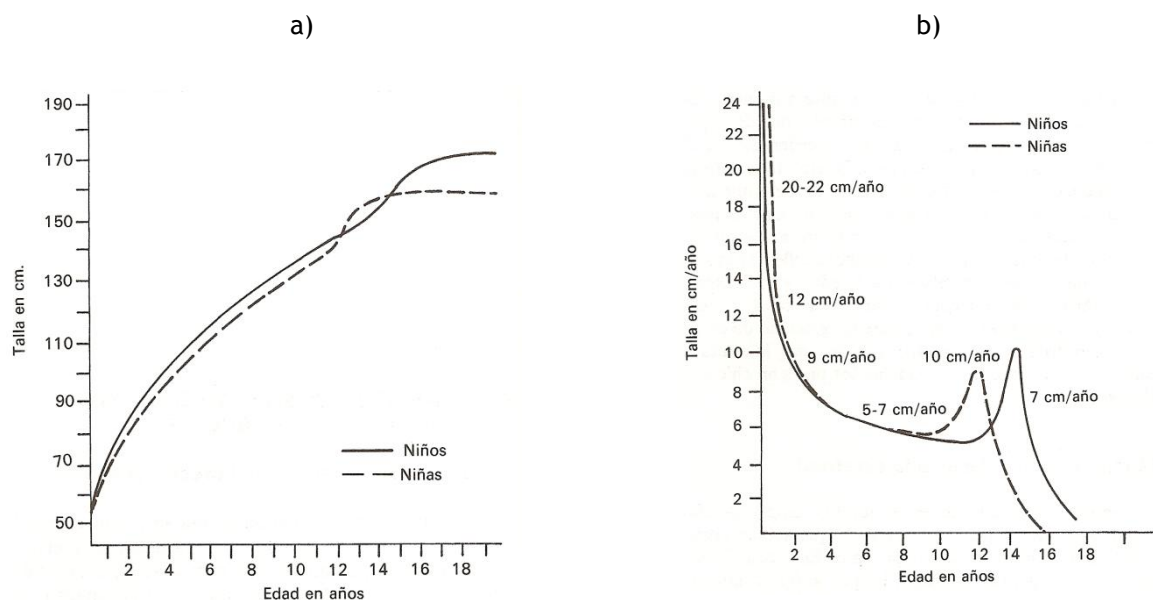 a)
190
170
150
130
110
90
70
50
Talla en cm.
Niños
Niñas
2 4 6 8 10 12 14 16 18
Edad en años
b)
24
22
20
18
16
14
12
10
8
6
4
2
Talla en cm/año
Niños
Niñas
20-22 cm/año
12 cm/año
9 cm/año
10 cm/año
5-7 cm/año
7 cm/año
2 4 6 8 10 12 14 16 18
Edad en años